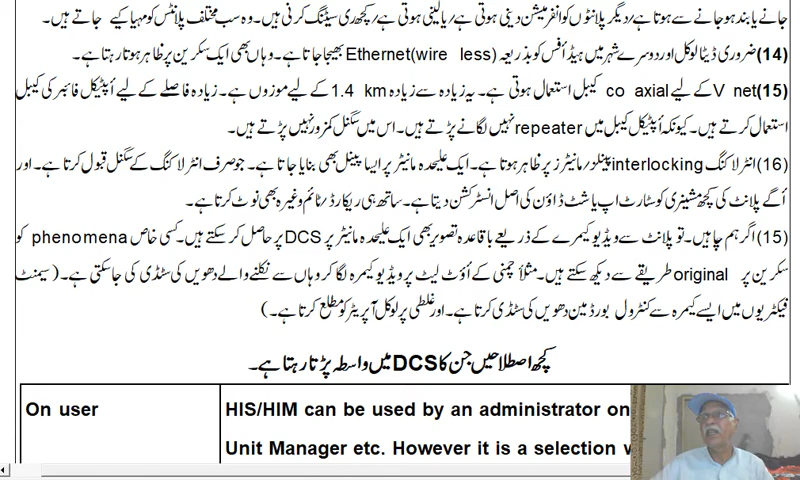 جانے یا بند ہو جانے سے ہوتا ہے/ دیگر پلانٹوں کو انفرمیشن دینی ہوتی ہے/ یا لینی ہوتی ہے/ کچھ ری سیٹنگ کرنی ہیں۔ وہ سب مختلف پلانٹس کو مہیا کیے جاتے ہیں۔
(14) ضروری ڈیٹا لوکل اور دوسرے شہر میں ہیڈ آفس کو بذریعہ Ethernet(wire less) بھیجا جاتا ہے۔ وہاں بھی ایک سکرین پر ظاہر ہوتا رہتا ہے۔
(15) V net کے لیے co axial کیبل استعمال ہوتی ہے۔ یہ زیادہ سے زیادہ 1.4 km کے لیے موزوں ہے۔ زیادہ فاصلے کے لیے اُپٹیکل فائبر کی کیبل
استعمال کرتے ہیں۔ کیونکہ اُپٹیکل کیبل میں repeater نہیں لگانے پڑتے ہیں۔ اس میں سگنل کمزور نہیں پڑتے ہیں۔
(16) انٹر لاکنگ interlocking پینلز/ مانیٹرز پر ظاہر ہوتا ہے۔ ایک علیحدہ مانیٹر پر ایسا پینل بھی بنایا جاتا ہے۔ جو صرف انٹر لاکنگ کے سگنل قبول کرتا ہے۔ اور
اُگے پلانٹ کی کچھ مشینری کو سٹارٹ اپ یا شٹ ڈاؤن کی اصل انسٹرکشن دیتا ہے۔ ساتھ ہی ریکارڈ/ ٹائم وغیرہ بھی نوٹ کرتا ہے۔
(15) اگر ہم چاہیں۔ تو پلانٹ سے ویڈیو کیمرے کے ذریعے باقاعدہ تصویر بھی ایک علیحدہ مانیٹر پر DCS پر حاصل کر سکتے ہیں۔ کسی خاص phenomena کو
سکرین پر original طریقے سے دیکھ سکتے ہیں۔ مثلاً چمنی کے اُؤٹ لیٹ پر ویڈیو کیمرہ لگا کر وہاں سے نکلنے والے دھویں کی سٹڈی کی جا سکتی ہے۔ (سیمنٹ
فیکٹریوں میں ایسے کیمرہ سے کنٹرول بورڈ مین دھویں کی سٹڈی کرتا ہے۔ اور غلطی پر لوکل آپریٹر کو مطلع کرتا ہے۔)
کچھ اصطلاحیں جن کا DCS میں واسطہ پڑتا رہتا ہے۔
On user
HIS/HIM can be used by an administrator on
Unit Manager etc. However it is a selection